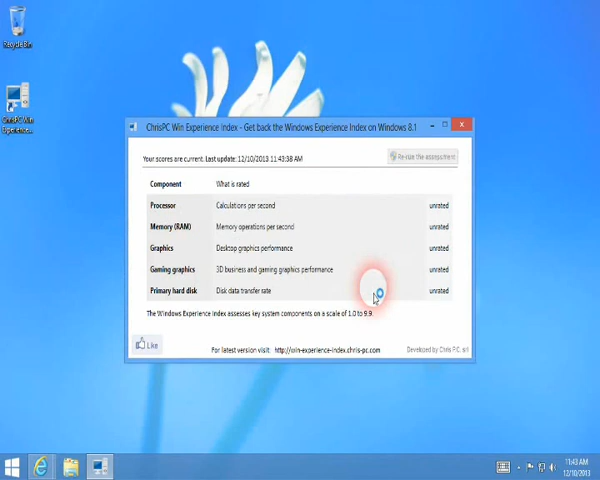 Recycle Bin
ChrisPC Win
Experience...
ChrisPC Win Experience Index - Get back the Windows Experience Index on Windows 8.1
Your scores are current. Last update: 12/10/2013 11:43:38 AM
Re-run the assessment
Component What is rated
Processor Calculations per second unrated
Memory (RAM) Memory operations per second unrated
Graphics Desktop graphics performance unrated
Gaming graphics 3D business and gaming graphics performance unrated
Primary hard disk Disk data transfer rate unrated
The Windows Experience Index assesses key system components on a scale of 1.0 to 9.9.
Like
For latest version visit: http://win-experience-index.chris-pc.com
Developed by Chris P.C. srl
11:43 AM
12/10/2013